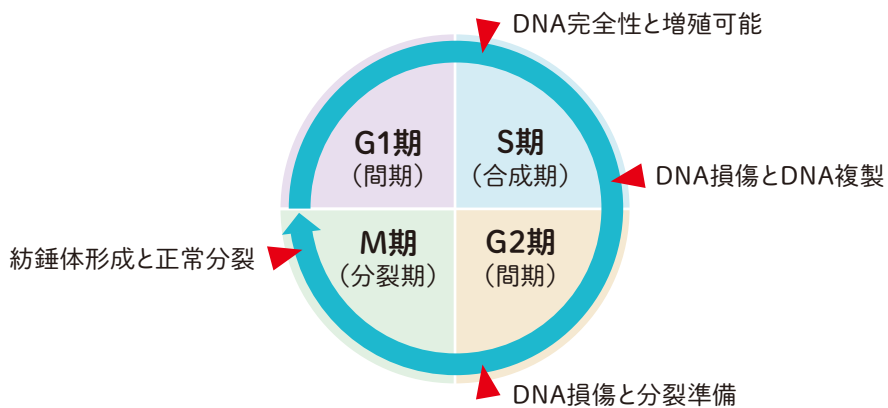 DNA完全性と増殖可能
G1期
（間期）
S期
（合成期）
DNA損傷とDNA複製
紡錘体形成と正常分裂
M期
（分裂期）
G2期
（間期）
DNA損傷と分裂準備